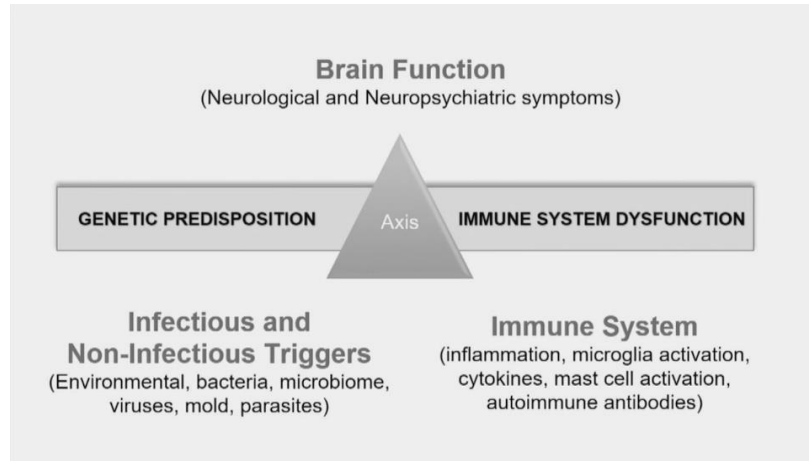 Brain Function
(Neurological and Neuropsychiatric symptoms)
GENETIC PREDISPOSITION
Axis
IMMUNE SYSTEM DYSFUNCTION
Infectious and
Non-Infectious Triggers
(Environmental, bacteria, microbiome,
viruses, mold, parasites)
Immune System
(inflammation, microglia activation,
cytokines, mast cell activation,
autoimmune antibodies)